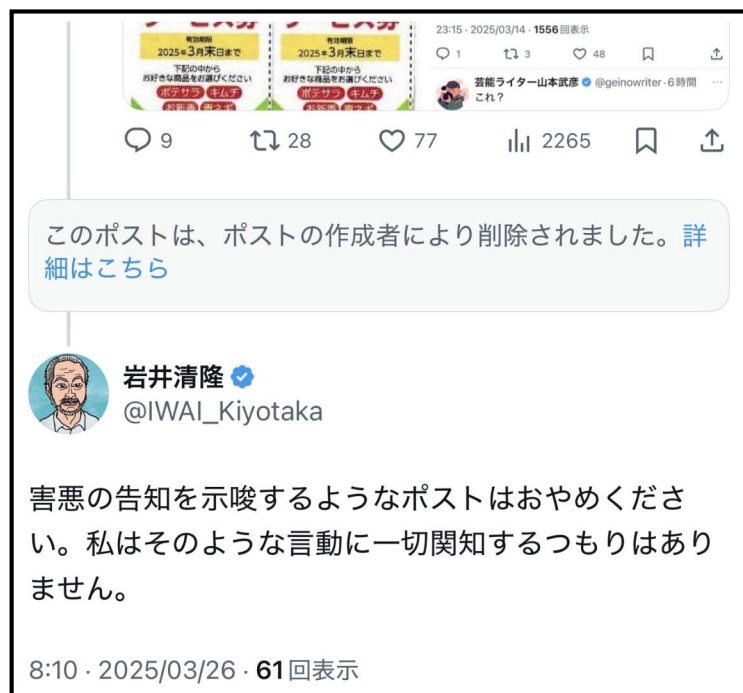 有効期限
2025年3月末日まで
下記の中から
お好きな商品をお選びください
ポテサラ キムチ
有効期限
2025年3月末日まで
下記の中から
お好きな商品をお選びください
ポテサラ キムチ
23:15 · 2025/03/14 · 1556回表示
1 3 48
芸能ライター山本武彦 @geinowriter · 6時間
これ？
9 28 77 2265
このポストは、ポストの作成者により削除されました。詳
細はこちら
岩井清隆
@IWAI_Kiyotaka
害悪の告知を示唆するようなポストはおやめくださ
い。私はそのような言動に一切関知するつもりはあり
ません。
8:10 · 2025/03/26 · 61回表示